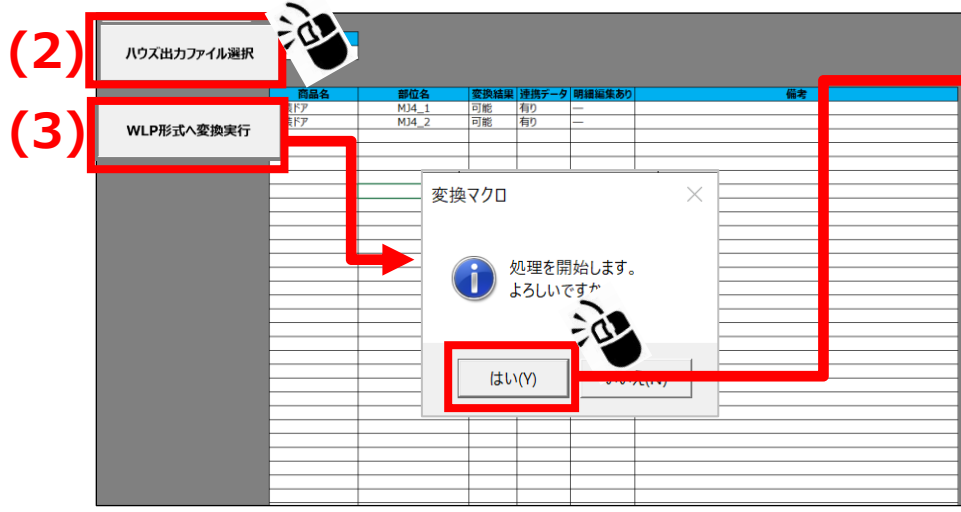 (2)
ハウズ出力ファイル選択
商品名 部位名 変換結果 連携データ 明細編集あり 備考
ドア MJ4_1 可能 有り ―
(3)
ドア MJ4_2 可能 有り ―
WLP形式へ変換実行
変換マクロ
処理を開始します。
よろしいですか
はい(Y)